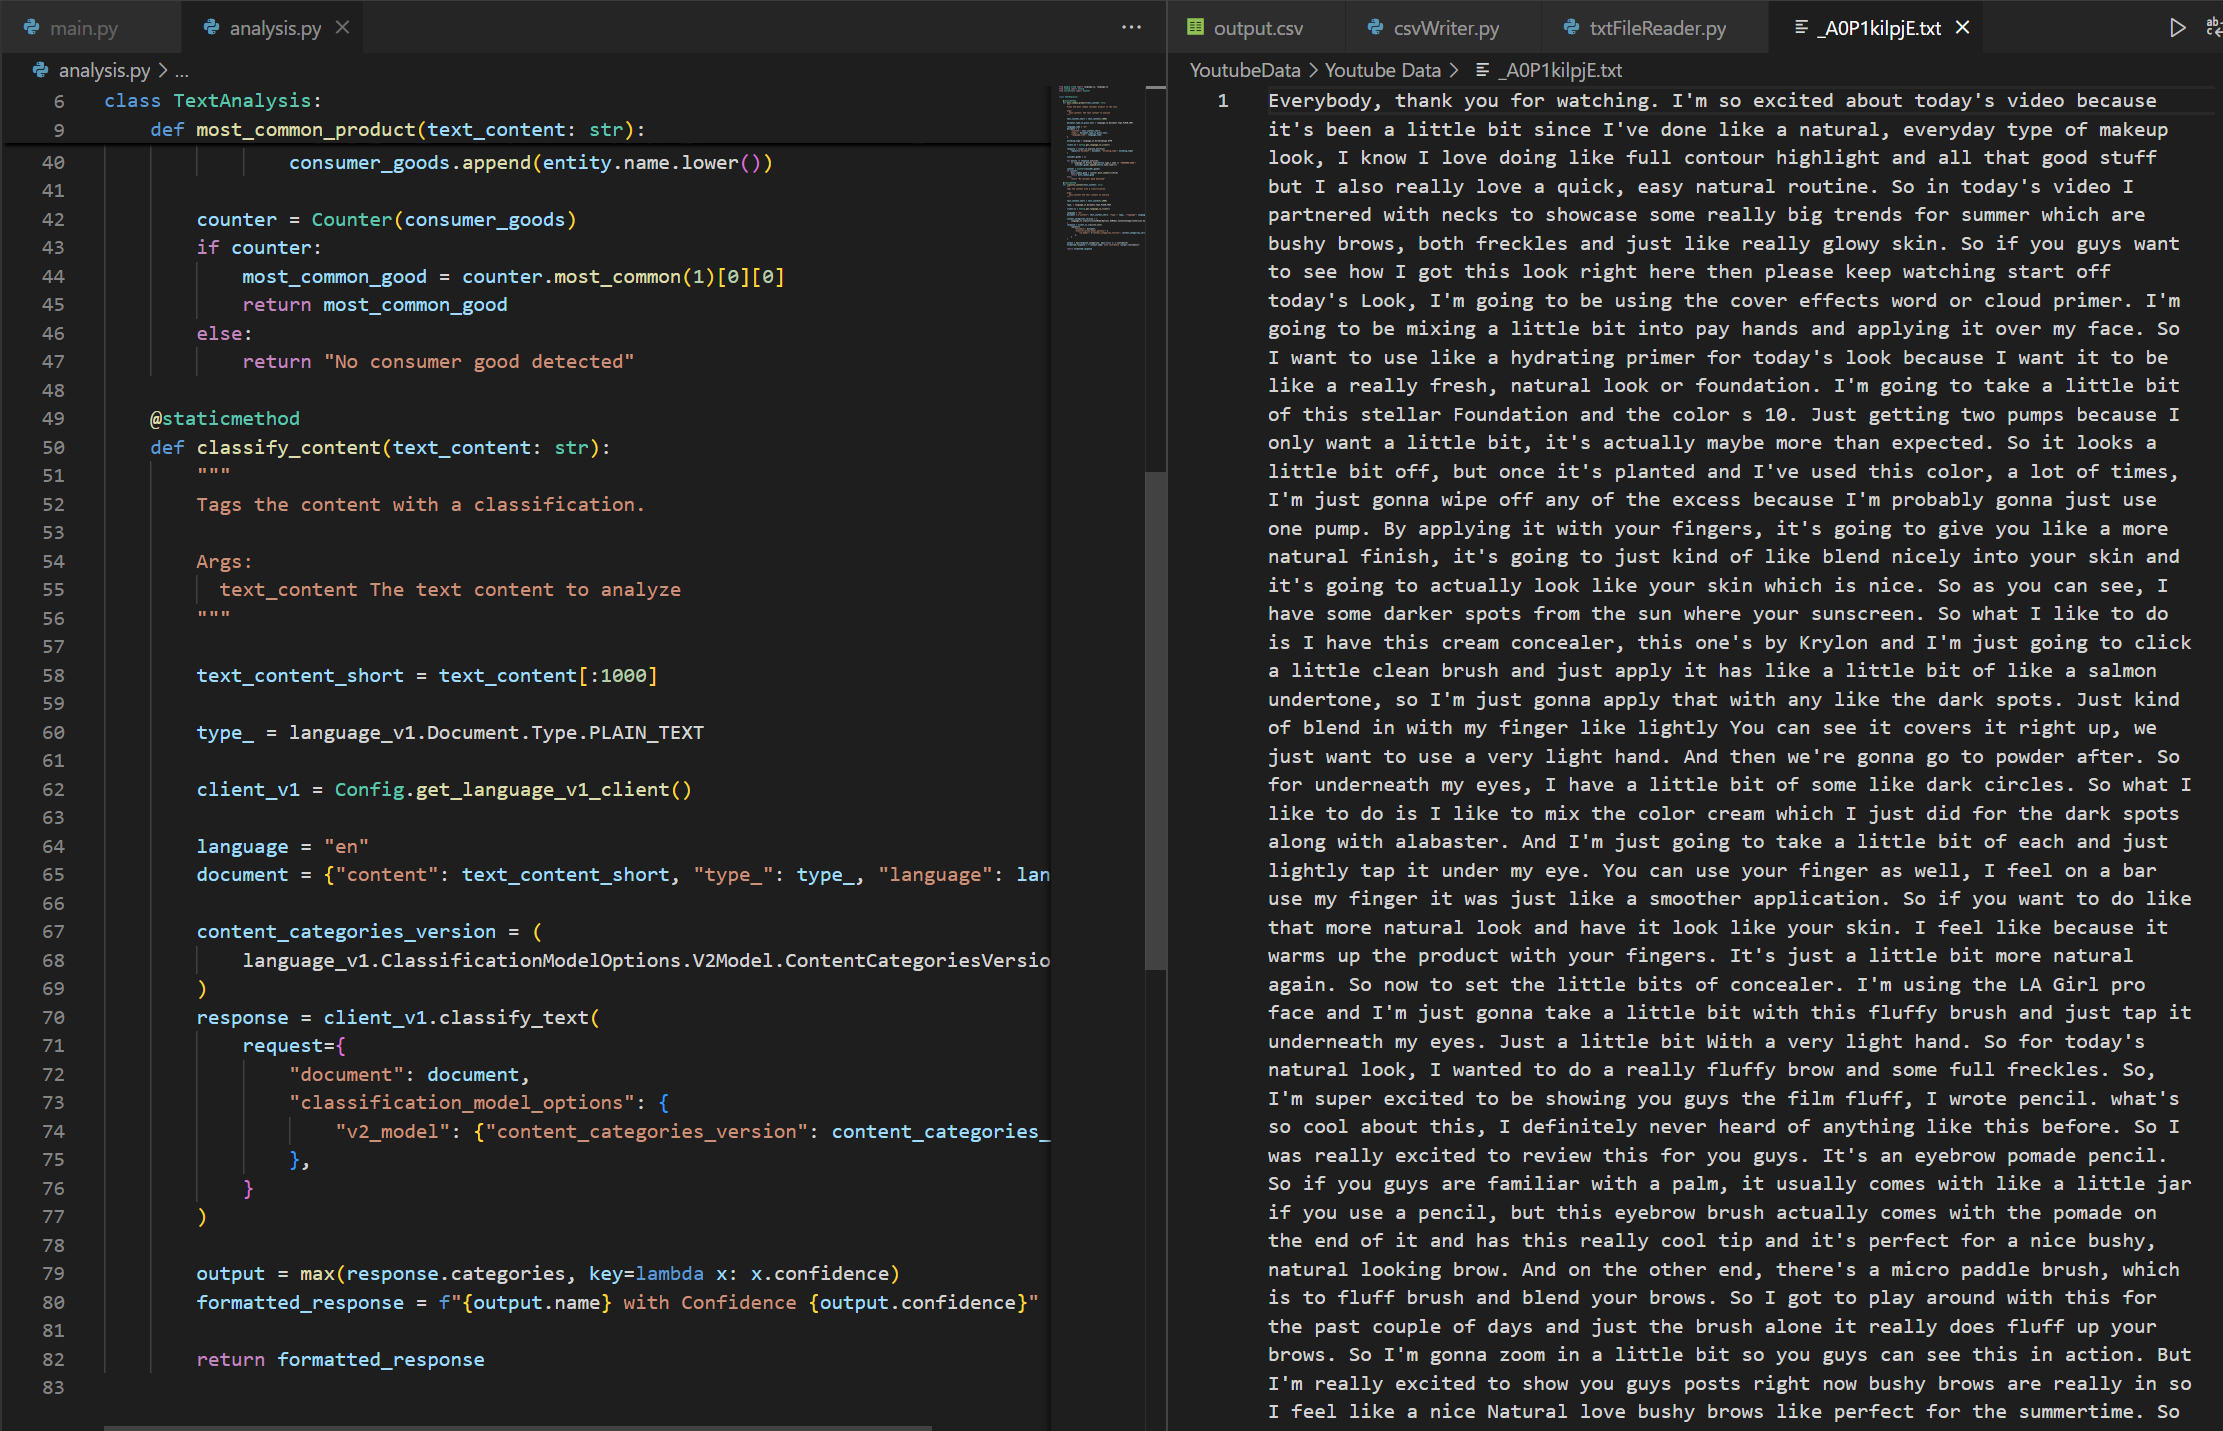 main.py
analysis.py
analysis.py > ...
6 class TextAnalysis:
9 def most_common_product(text_content: str):
40 consumer_goods.append(entity.name.lower())
41
42 counter = Counter(consumer_goods)
43 if counter:
44 most_common_good = counter.most_common(1)[0][0]
45 return most_common_good
46 else:
47 return "No consumer good detected"
48
49 @staticmethod
50 def classify_content(text_content: str):
51 """
52 Tags the content with a classification.
53
54 Args:
55 text_content The text content to analyze
56 """
57
58 text_content_short = text_content[:1000]
59
60 type_ = language_v1.Document.Type.PLAIN_TEXT
61
62 client_v1 = Config.get_language_v1_client()
63
64 language = "en"
65 document = {"content": text_content_short, "type_": type_, "language": lan
66
67 content_categories_version = (
68 language_v1.ClassificationModelOptions.V2Model.ContentCategoriesVersio
69 )
70 response = client_v1.classify_text(
71 request={
72 "document": document,
73 "classification_model_options": {
74 "v2_model": {"content_categories_version": content_categories_
75 },
76 }
77 )
78
79 output = max(response.categories, key=lambda x: x.confidence)
80 formatted_response = f"{output.name} with Confidence {output.confidence}"
81
82 return formatted_response
83
output.csv
csvWriter.py
txtFileReader.py
_A0P1kilpjE.txt
YoutubeData > Youtube Data > _A0P1kilpjE.txt
1 Everybody, thank you for watching. I'm so excited about today's video because
it's been a little bit since I've done like a natural, everyday type of makeup
look, I know I love doing like full contour highlight and all that good stuff
but I also really love a quick, easy natural routine. So in today's video I
partnered with necks to showcase some really big trends for summer which are
bushy brows, both freckles and just like really glowy skin. So if you guys want
to see how I got this look right here then please keep watching start off
today's Look, I'm going to be using the cover effects word or cloud primer. I'm
going to be mixing a little bit into pay hands and applying it over my face. So
I want to use like a hydrating primer for today's look because I want it to be
like a really fresh, natural look or foundation. I'm going to take a little bit
of this stellar Foundation and the color s 10. Just getting two pumps because I
only want a little bit, it's actually maybe more than expected. So it looks a
little bit off, but once it's planted and I've used this color, a lot of times,
I'm just gonna wipe off any of the excess because I'm probably gonna just use
one pump. By applying it with your fingers, it's going to give you like a more
natural finish, it's going to just kind of like blend nicely into your skin and
it's going to actually look like your skin which is nice. So as you can see, I
have some darker spots from the sun where your sunscreen. So what I like to do
is I have this cream concealer, this one's by Krylon and I'm just going to click
a little clean brush and just apply it has like a little bit of like a salmon
undertone, so I'm just gonna apply that with any like the dark spots. Just kind
of blend in with my finger like lightly You can see it covers it right up, we
just want to use a very light hand. And then we're gonna go to powder after. So
for underneath my eyes, I have a little bit of some like dark circles. So what I
like to do is I like to mix the color cream which I just did for the dark spots
along with alabaster. And I'm just going to take a little bit of each and just
lightly tap it under my eye. You can use your finger as well, I feel on a bar
use my finger it was just like a smoother application. So if you want to do like
that more natural look and have it look like your skin. I feel like because it
warms up the product with your fingers. It's just a little bit more natural
again. So now to set the little bits of concealer. I'm using the LA Girl pro
face and I'm just gonna take a little bit with this fluffy brush and just tap it
underneath my eyes. Just a little bit With a very light hand. So for today's
natural look, I wanted to do a really fluffy brow and some full freckles. So,
I'm super excited to be showing you guys the film fluff, I wrote pencil. what's
so cool about this, I definitely never heard of anything like this before. So I
was really excited to review this for you guys. It's an eyebrow pomade pencil.
So if you guys are familiar with a palm, it usually comes with like a little jar
if you use a pencil, but this eyebrow brush actually comes with the pomade on
the end of it and has this really cool tip and it's perfect for a nice bushy,
natural looking brow. And on the other end, there's a micro paddle brush, which
is to fluff brush and blend your brows. So I got to play around with this for
the past couple of days and just the brush alone it really does fluff up your
brows. So I'm gonna zoom in a little bit so you guys can see this in action. But
I'm really excited to show you guys posts right now bushy brows are really in so
I feel like a nice Natural love bushy brows like perfect for the summertime. So